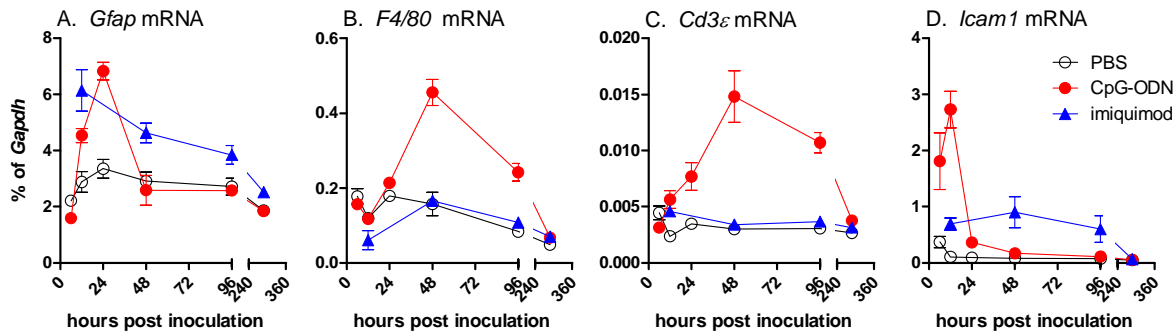 A. Gfap mRNA
B. F4/80 mRNA
C. Cd3ε mRNA
D. Icam1 mRNA
% of Gapdh
8
6
4
2
0
0 24 48 72 96 240 360
hours post inoculation
0.6
0.4
0.2
0.0
0 24 48 72 96 240 360
hours post inoculation
0.020
0.015
0.010
0.005
0.000
0 24 48 72 96 240 360
hours post inoculation
4
3
2
1
0
0 24 48 72 96 240 360
hours post inoculation
PBS
CpG-ODN
imiquimod